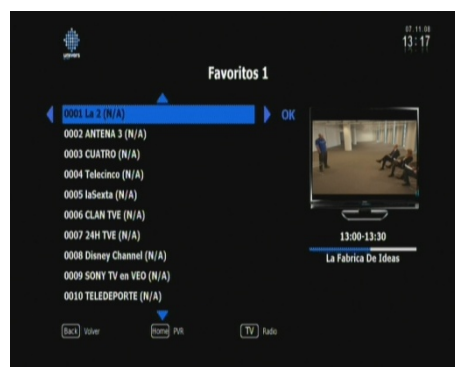 07.11.08
13:17
univers
Favoritos 1
0001 La 2 (N/A)
OK
0002 ANTENA 3 (N/A)
0003 CUATRO (N/A)
0004 Telecinco (N/A)
0005 laSexta (N/A)
0006 CLAN TVE (N/A)
0007 24H TVE (N/A)
0008 Disney Channel (N/A)
0009 SONY TV en VEO (N/A)
0010 TELEDEPORTE (N/A)
13:00-13:30
La Fabrica De Ideas
Back Volver Home PVR TV Radio